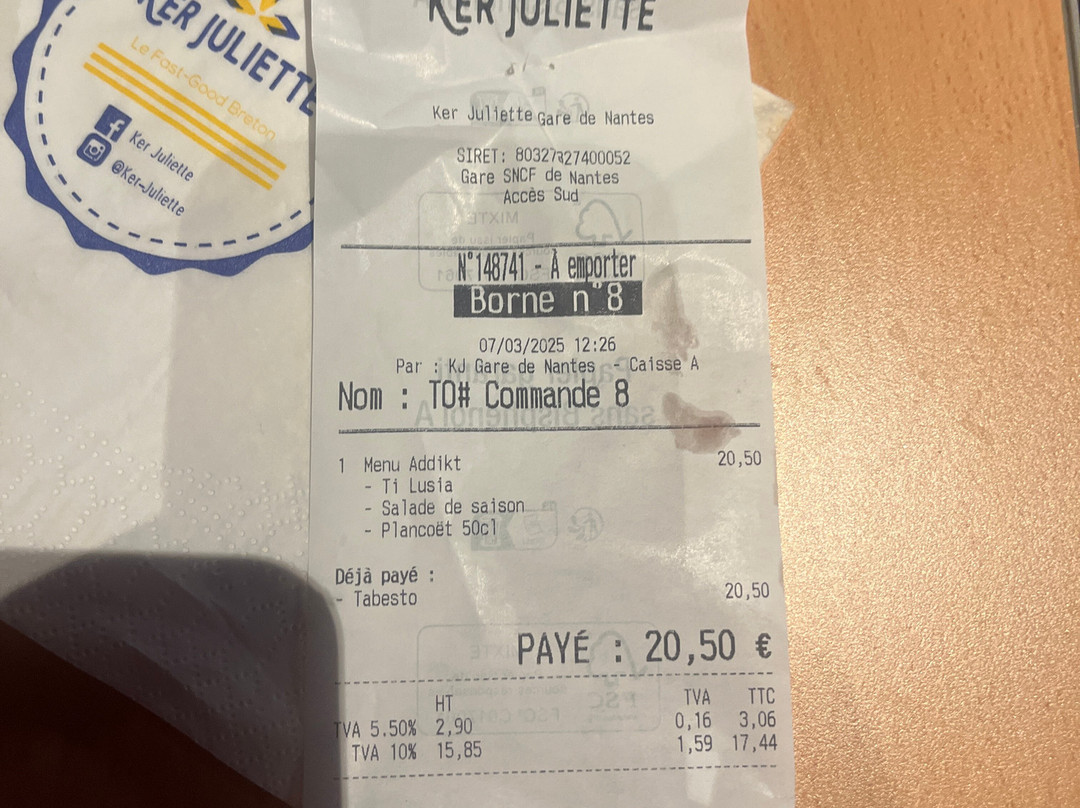 KER JULIETTE
Le Fast-Good Breton
Ker Juliette
@Ker-Juliette
KER JULIETTE
Ker Juliette Gare de Nantes
SIRET: 80327327400052
Gare SNCF de Nantes
Accès Sud
N°148741 - À emporter
Borne n°8
07/03/2025 12:26
Par : KJ Gare de Nantes - Caisse A
Nom : TO# Commande 8
1 Menu Addikt 20,50
- Ti Lusia
- Salade de saison
- Plancoët 50cl
Déjà payé :
- Tabesto 20,50
PAYÉ : 20,50 €
HT TVA TTC
TVA 5.50% 2,90 0,16 3,06
TVA 10% 15,85 1,59 17,44